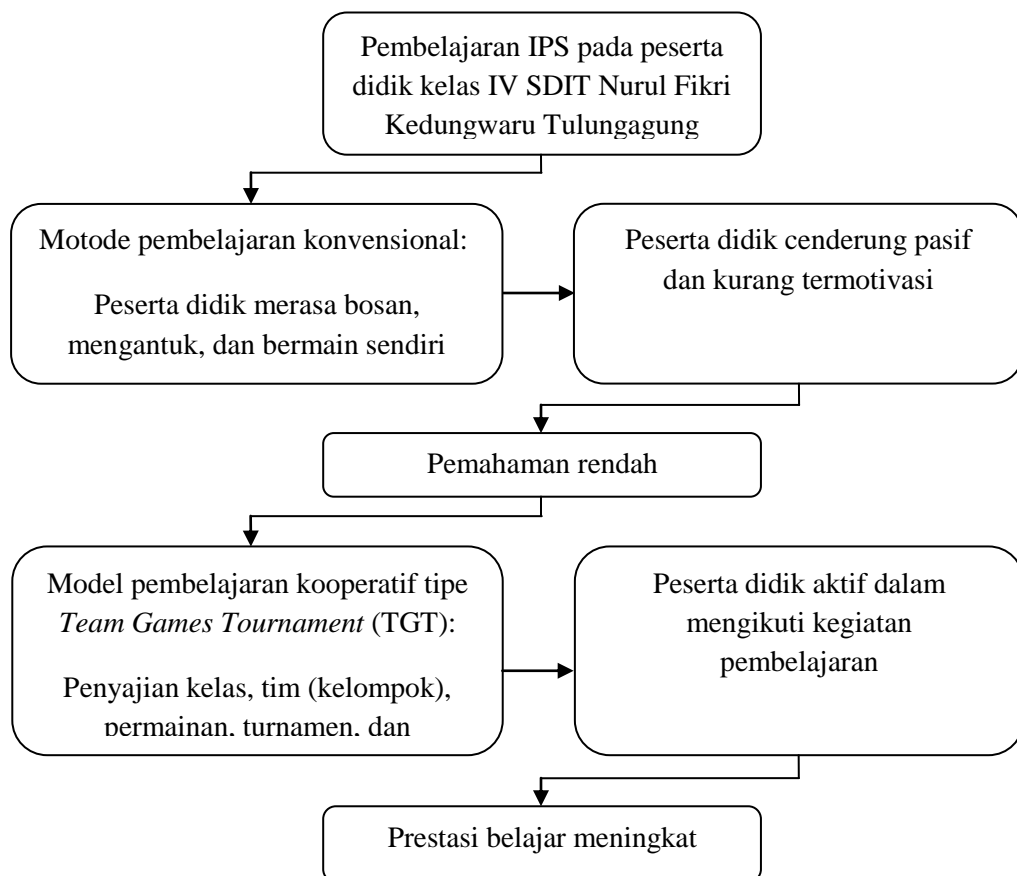 Pembelajaran IPS pada peserta
didik kelas IV SDIT Nurul Fikri
Kedungwaru Tulungagung
Motode pembelajaran konvensional:
Peserta didik merasa bosan,
mengantuk, dan bermain sendiri
Peserta didik cenderung pasif
dan kurang termotivasi
Pemahaman rendah
Model pembelajaran kooperatif tipe
Team Games Tournament (TGT):
Penyajian kelas, tim (kelompok),
permainan, turnamen, dan
Peserta didik aktif dalam
mengikuti kegiatan
pembelajaran
Prestasi belajar meningkat